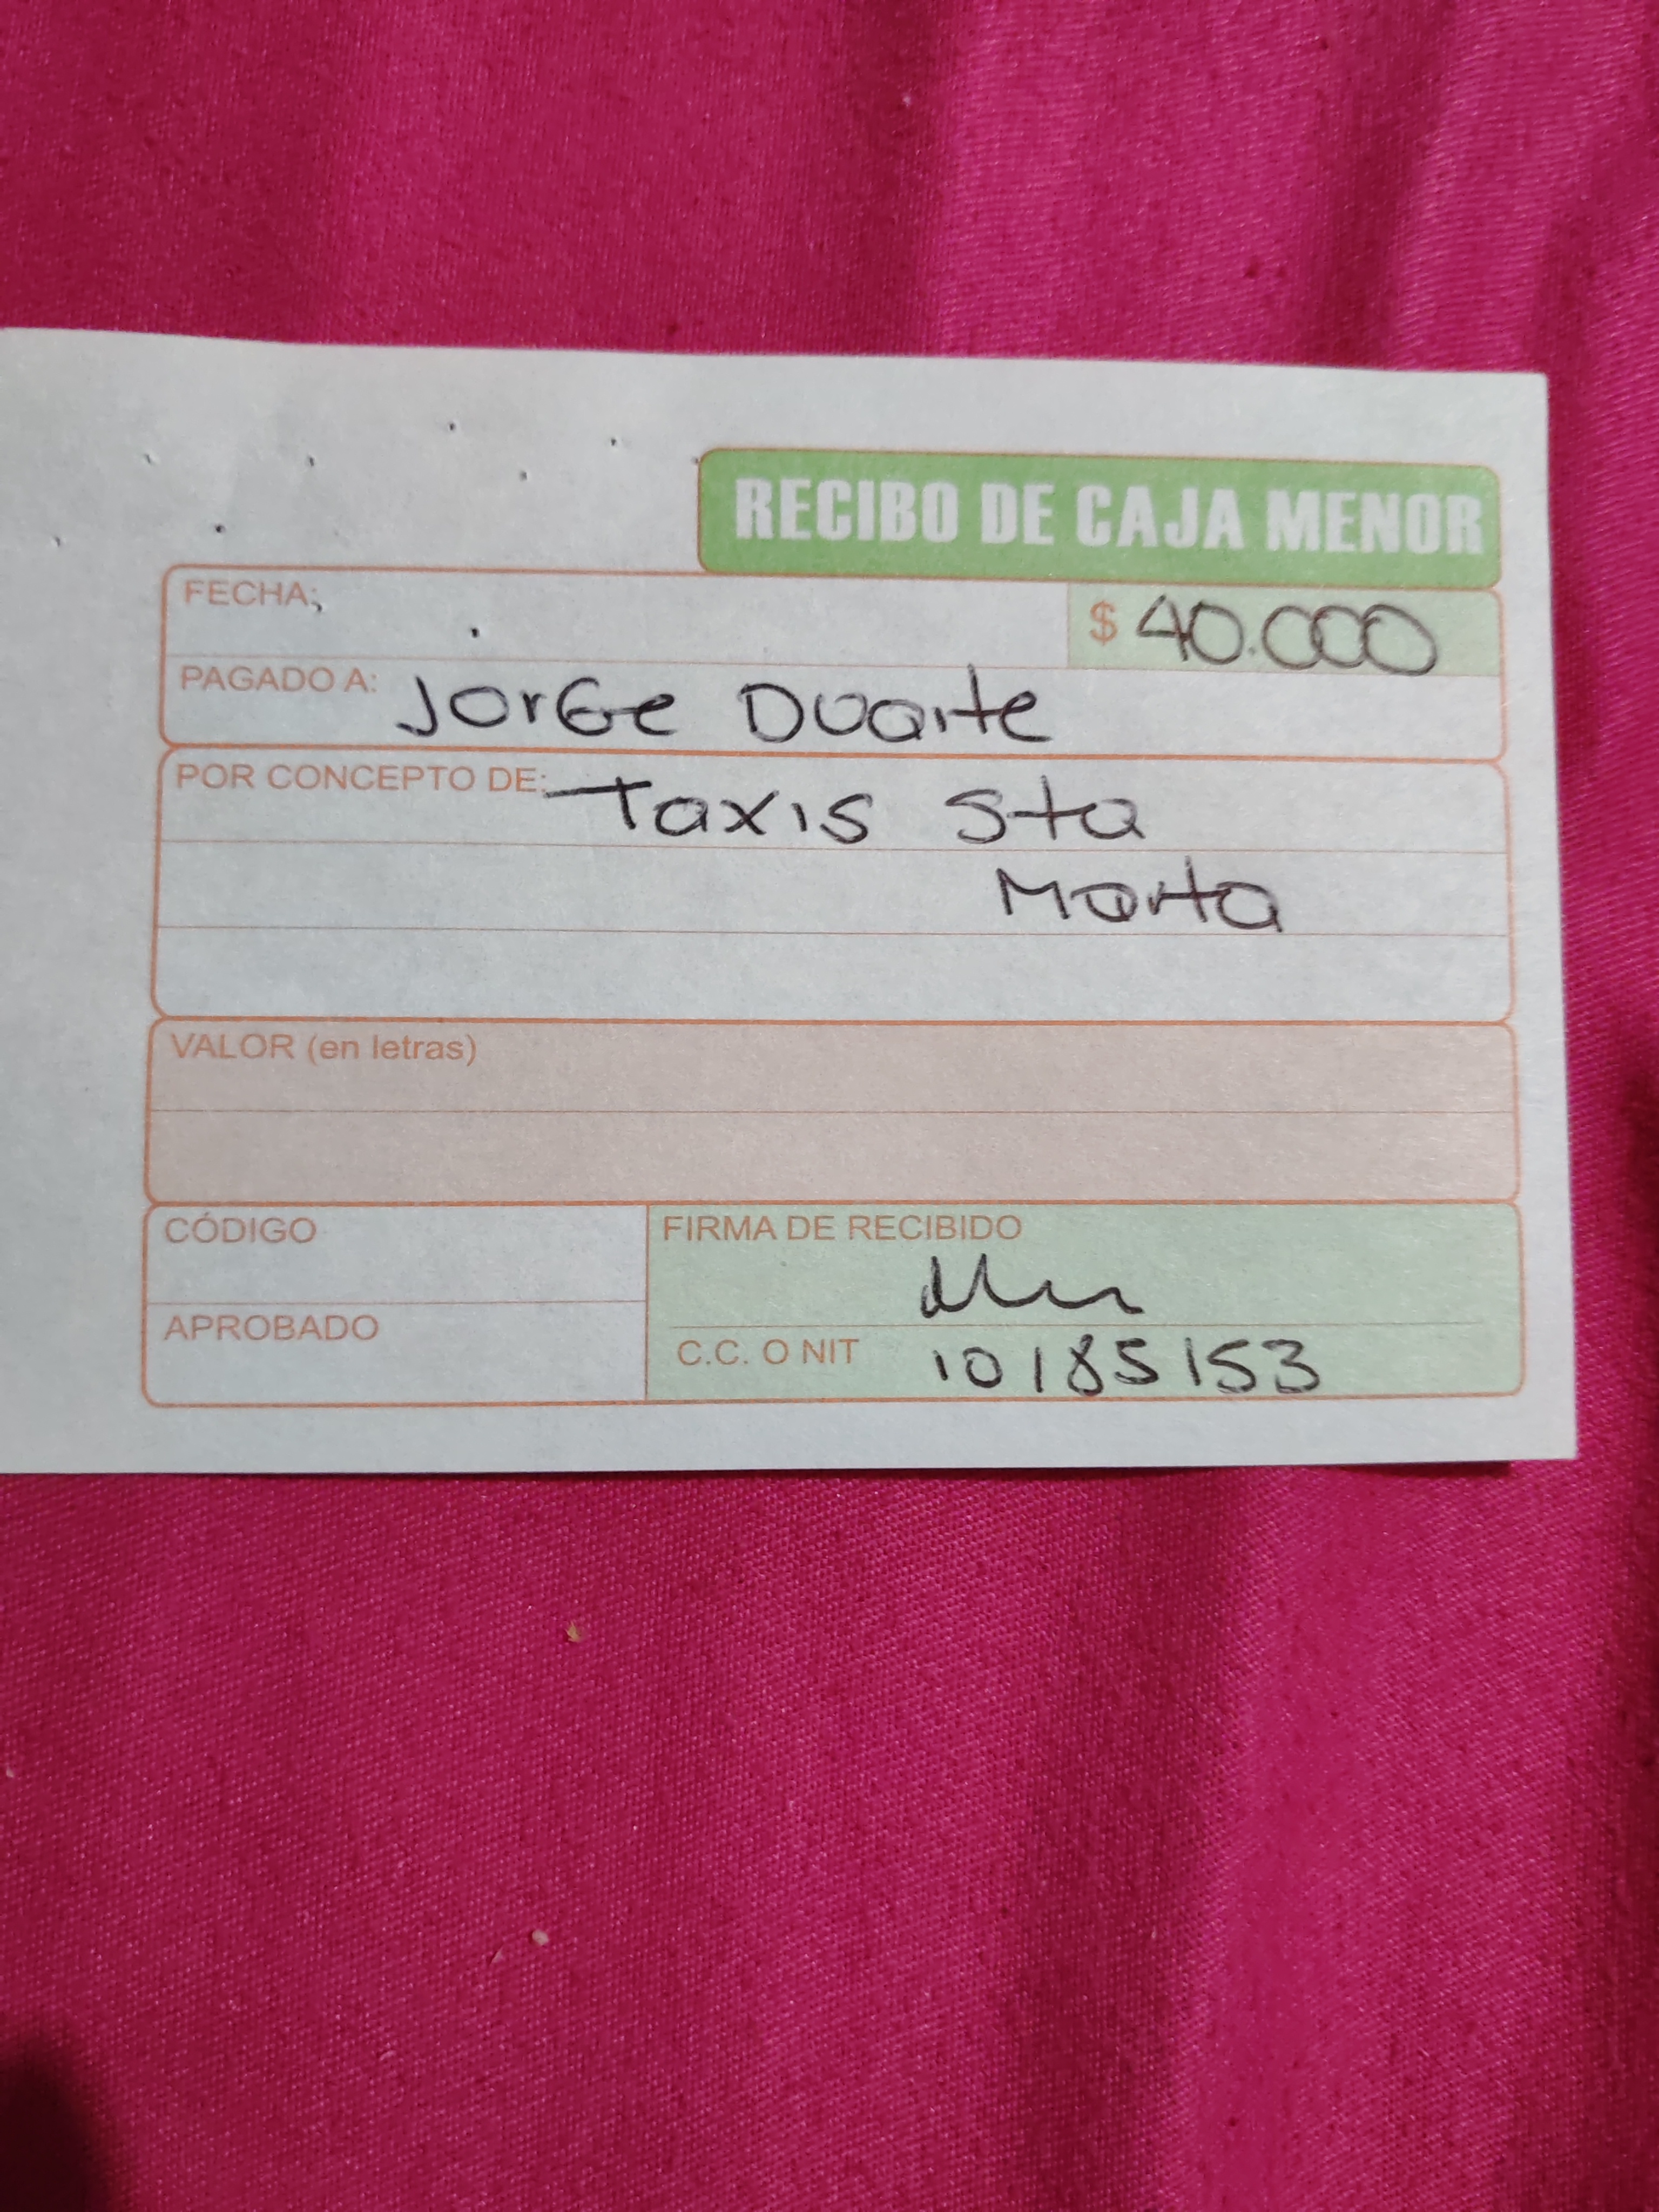 RECIBO DE CAJA MENOR
FECHA:
$ 40.000
PAGADO A: Jorge Duarte
POR CONCEPTO DE: Taxis Sta
Marta
VALOR (en letras)
CÓDIGO
APROBADO
FIRMA DE RECIBIDO
C.C. O NIT 10185153